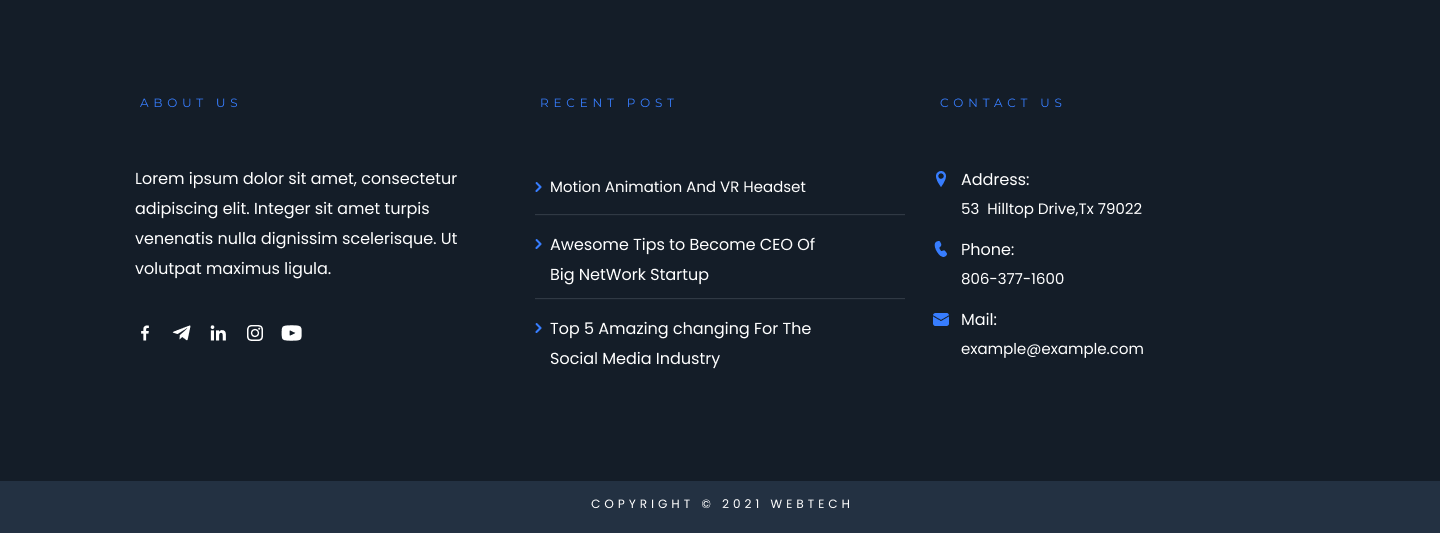 ABOUT US
Lorem ipsum dolor sit amet, consectetur
adipiscing elit. Integer sit amet turpis
venenatis nulla dignissim scelerisque. Ut
volutpat maximus ligula.
RECENT POST
Motion Animation And VR Headset
Awesome Tips to Become CEO Of
Big NetWork Startup
Top 5 Amazing changing For The
Social Media Industry
CONTACT US
Address:
53  Hilltop Drive,Tx 79022
Phone:
806-377-1600
Mail:
example@example.com
COPYRIGHT © 2021 WEBTECH